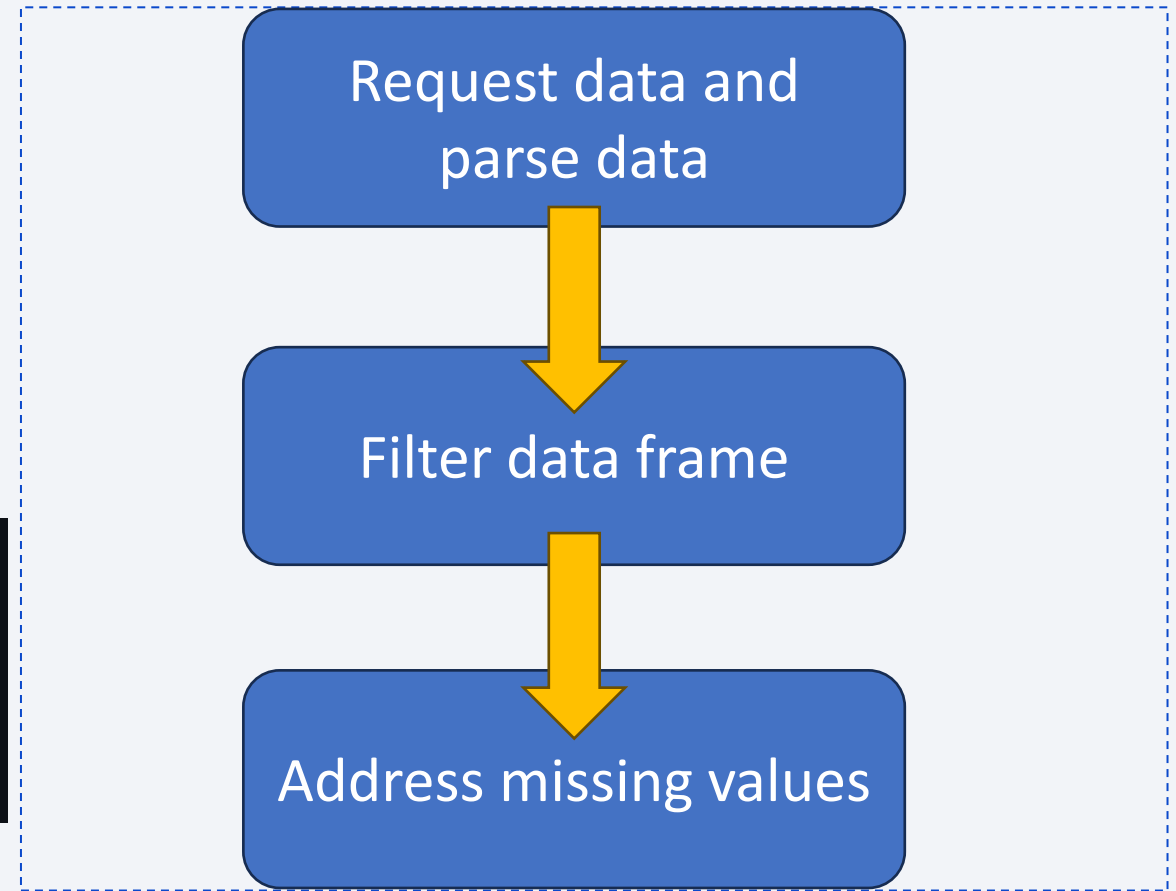 Request data and
parse data
Filter data frame
Address missing values